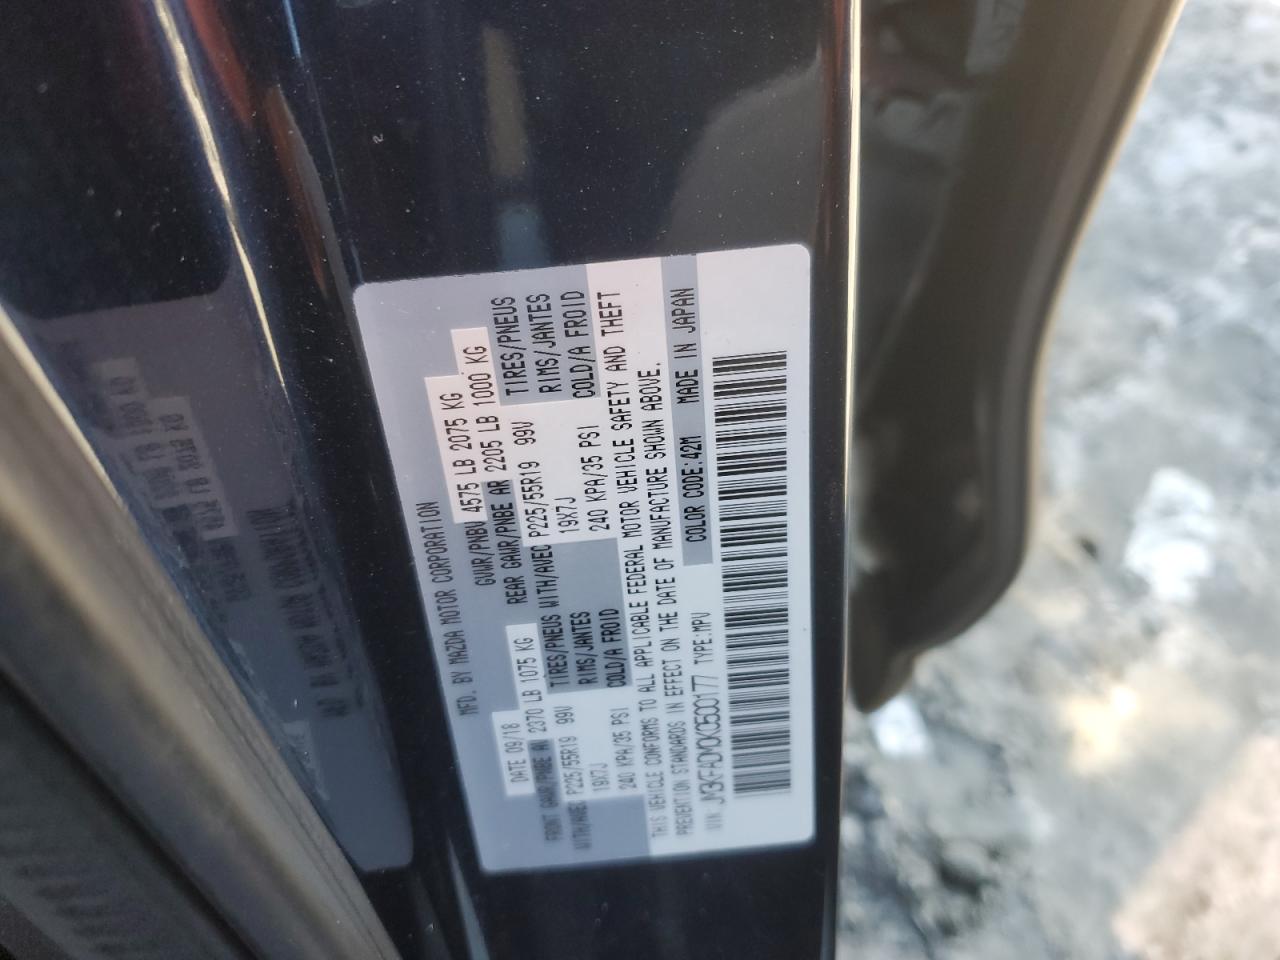 MFD. BY MAZDA MOTOR CORPORATION
DATE 09/18 GVWR/PNBV 4575 LB 2075 KG
FRONT GAWR/PNBE AV 2370 LB 1075 KG REAR GAWR/PNBE AR 2205 LB 1000 KG
WITH/AVEC P225/55R19 99V TIRES/PNEUS WITH/AVEC P225/55R19 99V TIRES/PNEUS
19X7J RIMS/JANTES 19X7J RIMS/JANTES
240 KPA/35 PSI COLD/A FROID 240 KPA/35 PSI COLD/A FROID
THIS VEHICLE CONFORMS TO ALL APPLICABLE FEDERAL MOTOR VEHICLE SAFETY AND THEFT
PREVENTION STANDARDS IN EFFECT ON THE DATE OF MANUFACTURE SHOWN ABOVE.
VIN: JM3KFADM0K0500177 TYPE:MPV COLOR CODE:42M MADE IN JAPAN